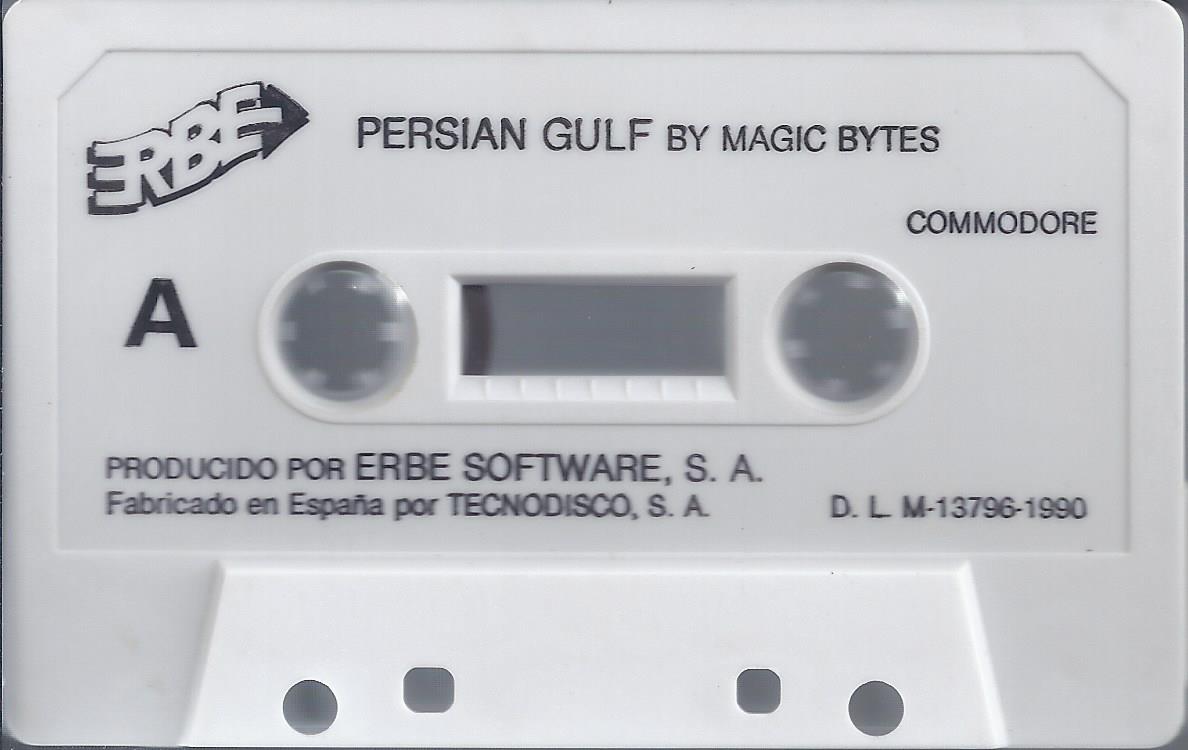 ERBE
PERSIAN GULF BY MAGIC BYTES
COMMODORE
A
PRODUCIDO POR ERBE SOFTWARE, S. A.
Fabricado en España por TECNODISCO, S. A.
D. L. M-13796-1990